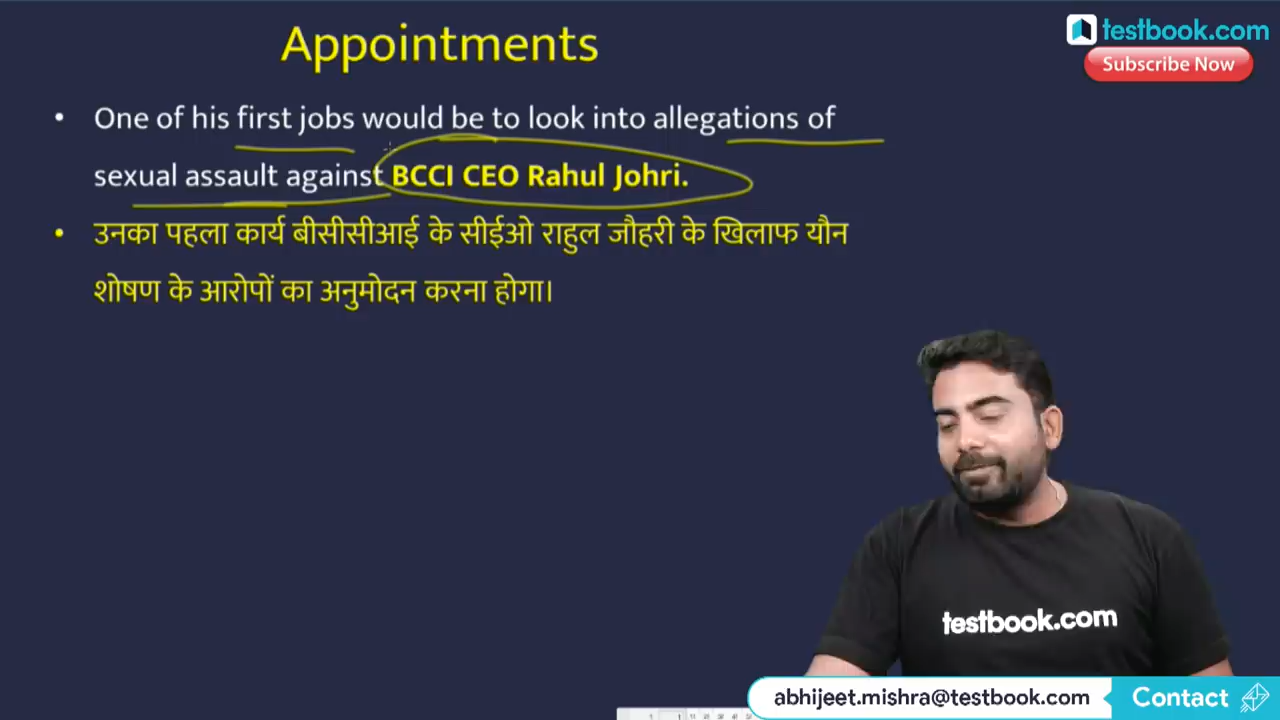 Appointments
testbook.com
Subscribe Now
• One of his first jobs would be to look into allegations of
sexual assault against BCCI CEO Rahul Johri.
• उनका पहला कार्य बीसीसीआई के सीईओ राहुल जौहरी के खिलाफ यौन
शोषण के आरोपों का अनुमोदन करना होगा।
testbook.com
abhijeet.mishra@testbook.com Contact